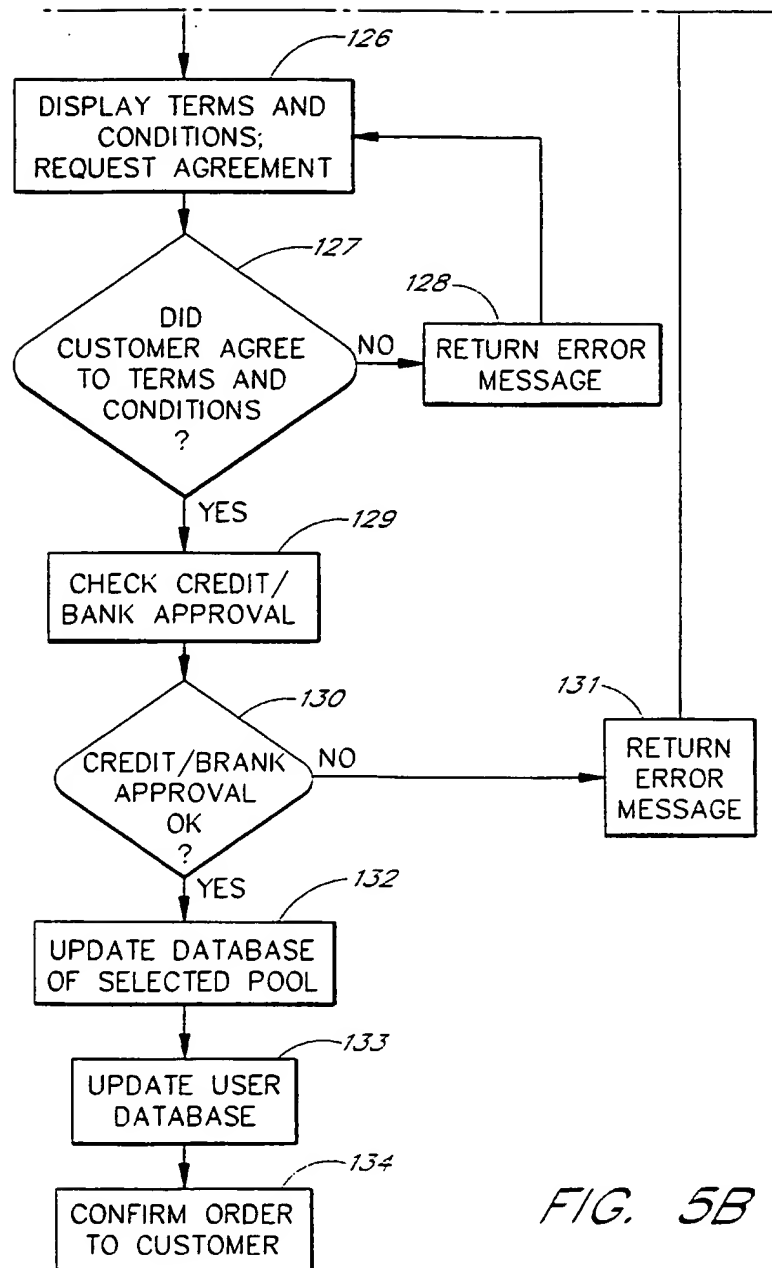 126
DISPLAY TERMS AND
CONDITIONS;
REQUEST AGREEMENT
127
DID
CUSTOMER AGREE
TO TERMS AND
CONDITIONS
?
NO
128
RETURN ERROR
MESSAGE
YES
129
CHECK CREDIT/
BANK APPROVAL
130
CREDIT/BRANK
APPROVAL
OK
?
NO
131
RETURN
ERROR
MESSAGE
YES
132
UPDATE DATABASE
OF SELECTED POOL
133
UPDATE USER
DATABASE
134
CONFIRM ORDER
TO CUSTOMER
FIG. 5B